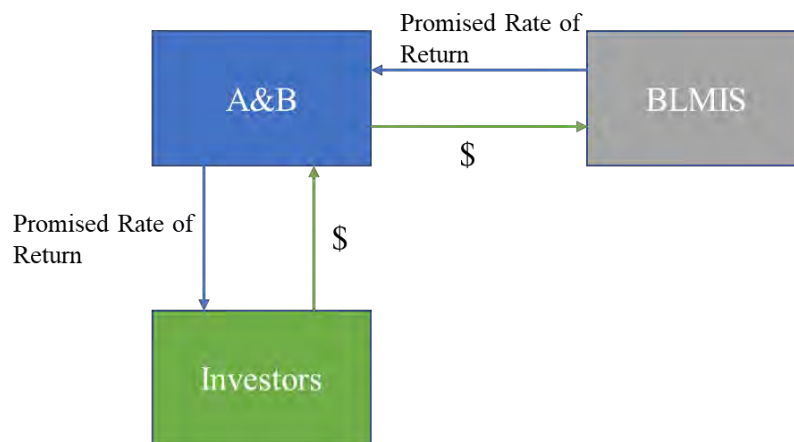 Promised Rate of
Return
A&B
BLMIS
$
Promised Rate of
Return
$
Investors